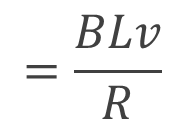 = BLv / R